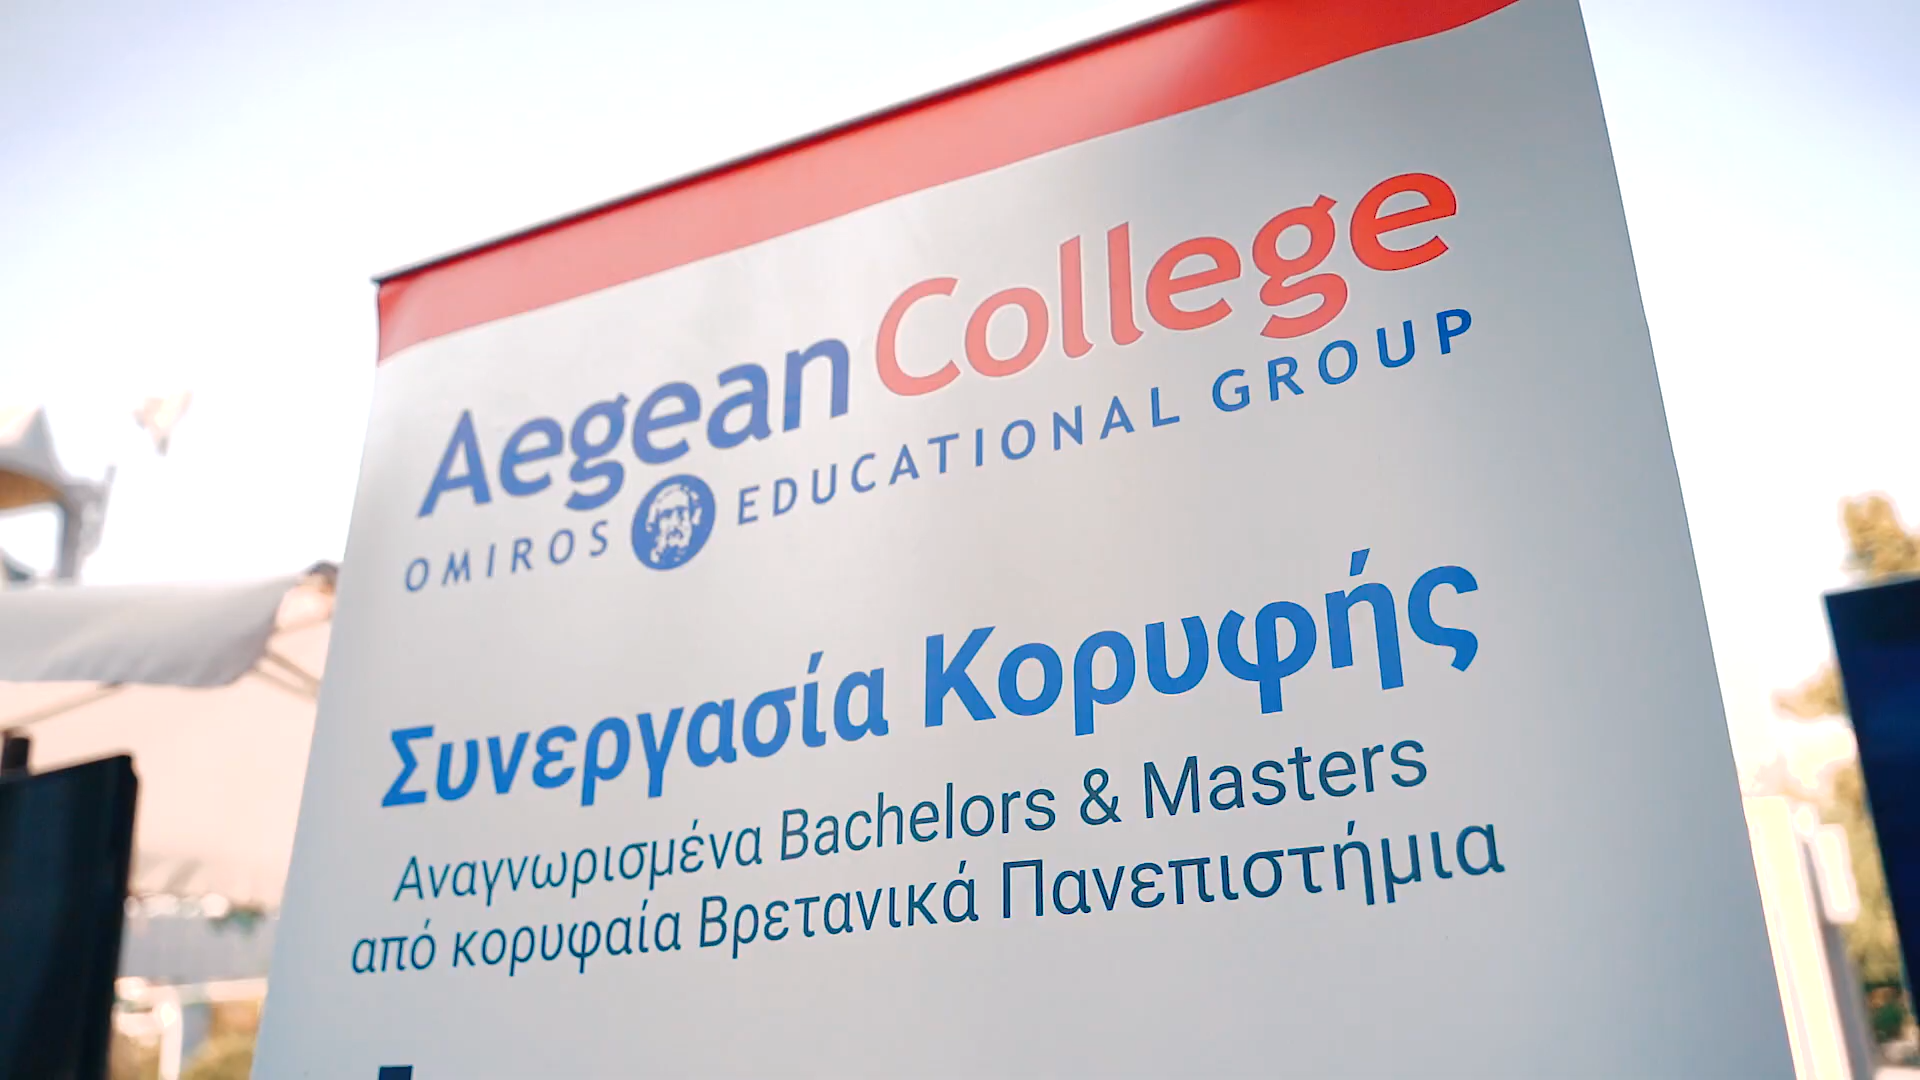 Aegean College
OMIROS EDUCATIONAL GROUP
Συνεργασία Κορυφής
Αναγνωρισμένα Bachelors & Masters
από κορυφαία Βρετανικά Πανεπιστήμια